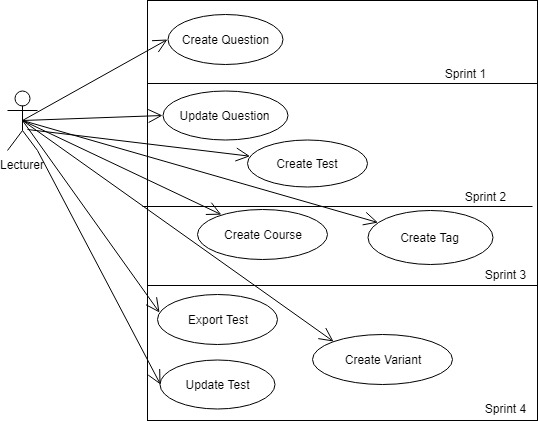 Create Question
Sprint 1
Update Question
Create Test
Lecturer
Sprint 2
Create Course
Create Tag
Sprint 3
Export Test
Create Variant
Update Test
Sprint 4